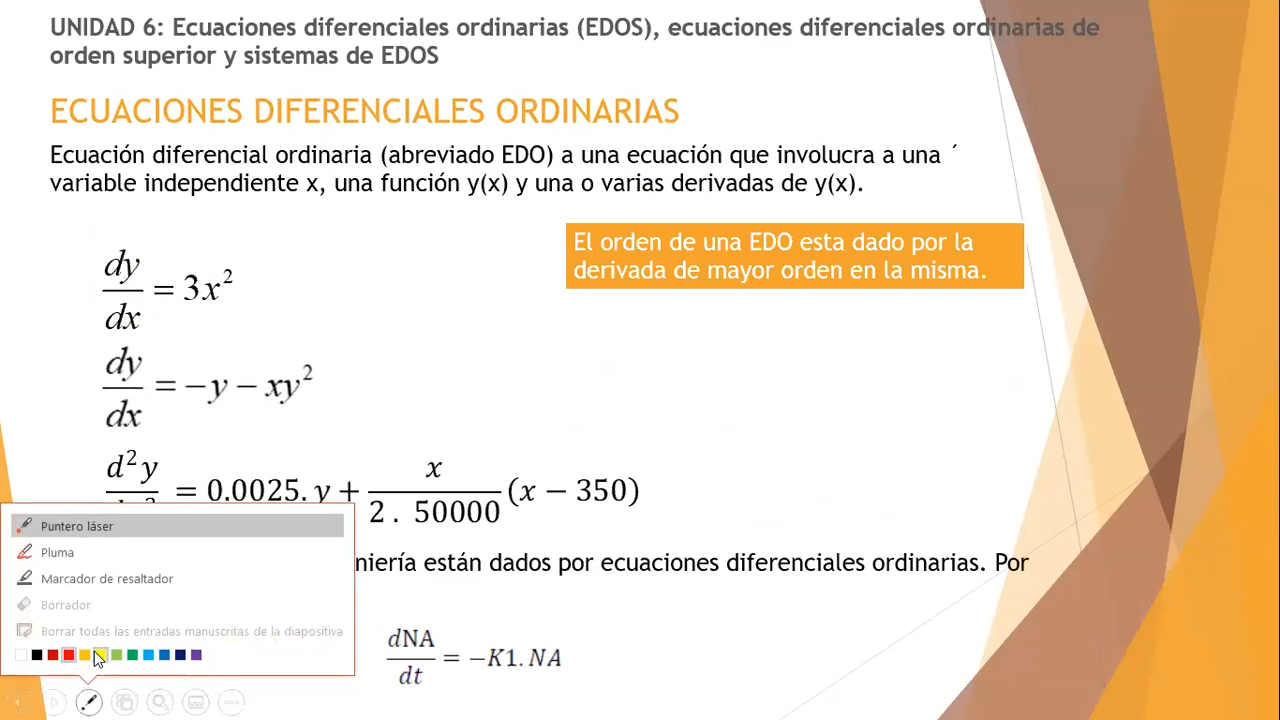 UNIDAD 6: Ecuaciones diferenciales ordinarias (EDOS), ecuaciones diferenciales ordinarias de
orden superior y sistemas de EDOS
ECUACIONES DIFERENCIALES ORDINARIAS
Ecuación diferencial ordinaria (abreviado EDO) a una ecuación que involucra a una ´
variable independiente x, una función y(x) y una o varias derivadas de y(x).
El orden de una EDO esta dado por la
derivada de mayor orden en la misma.
dy/dx = 3x²
dy/dx = −y − xy²
d²y = 0.0025. y + x/(2 . 50000) (x − 350)
Puntero láser
Pluma
Marcador de resaltador
Borrador
Borrar todas las entradas manuscritas de la diapositiva
niería están dados por ecuaciones diferenciales ordinarias. Por
dNA/dt = −K1. NA